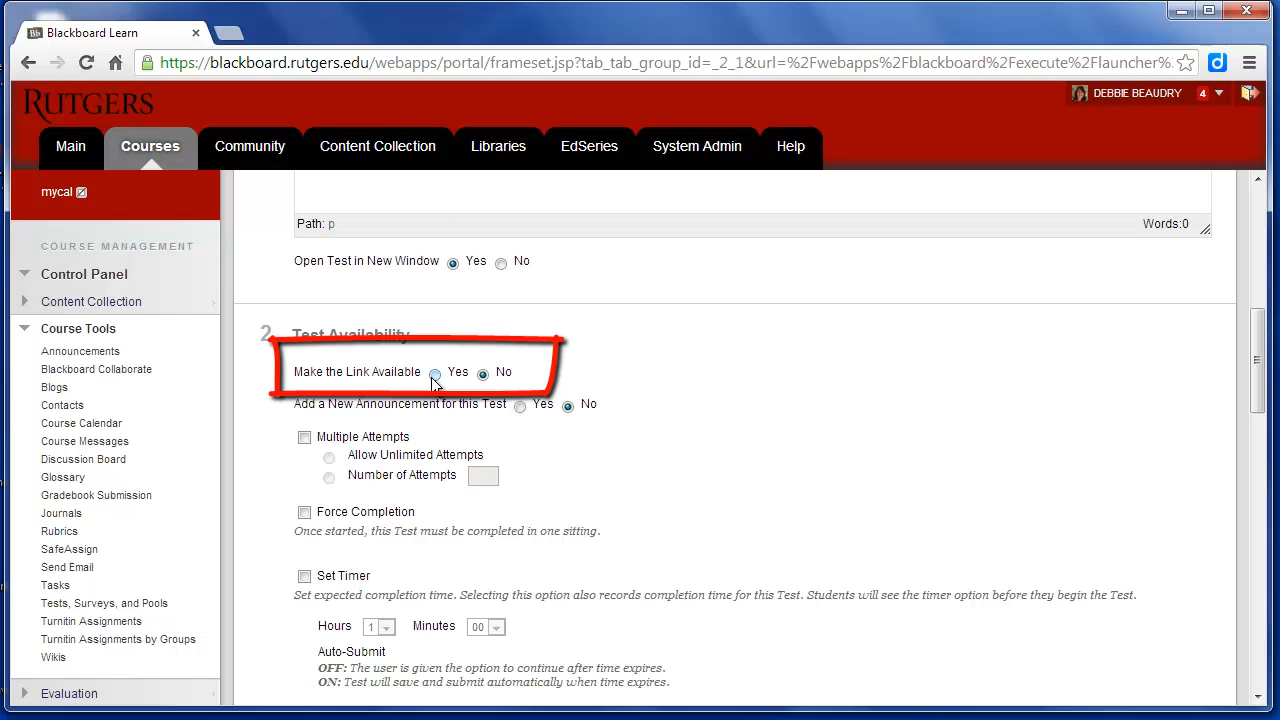 Blackboard Learn
https://blackboard.rutgers.edu/webapps/portal/frameset.jsp?tab_tab_group_id=_2_1&url=%2Fwebapps%2Fblackboard%2Fexecute%2Flauncher%
RUTGERS
DEBBIE BEAUDRY 4
Main Courses Community Content Collection Libraries EdSeries System Admin Help
mycal
COURSE MANAGEMENT
Control Panel
Content Collection
Course Tools
Announcements
Blackboard Collaborate
Blogs
Contacts
Course Calendar
Course Messages
Discussion Board
Glossary
Gradebook Submission
Journals
Rubrics
SafeAssign
Send Email
Tasks
Tests, Surveys, and Pools
Turnitin Assignments
Turnitin Assignments by Groups
Wikis
Evaluation
Path: p Words:0
Open Test in New Window Yes No
2. Test Availability
Make the Link Available Yes No
Add a New Announcement for this Test Yes No
Multiple Attempts
Allow Unlimited Attempts
Number of Attempts
Force Completion
Once started, this Test must be completed in one sitting.
Set Timer
Set expected completion time. Selecting this option also records completion time for this Test. Students will see the timer option before they begin the Test.
Hours 1 Minutes 00
Auto-Submit
OFF: The user is given the option to continue after time expires.
ON: Test will save and submit automatically when time expires.